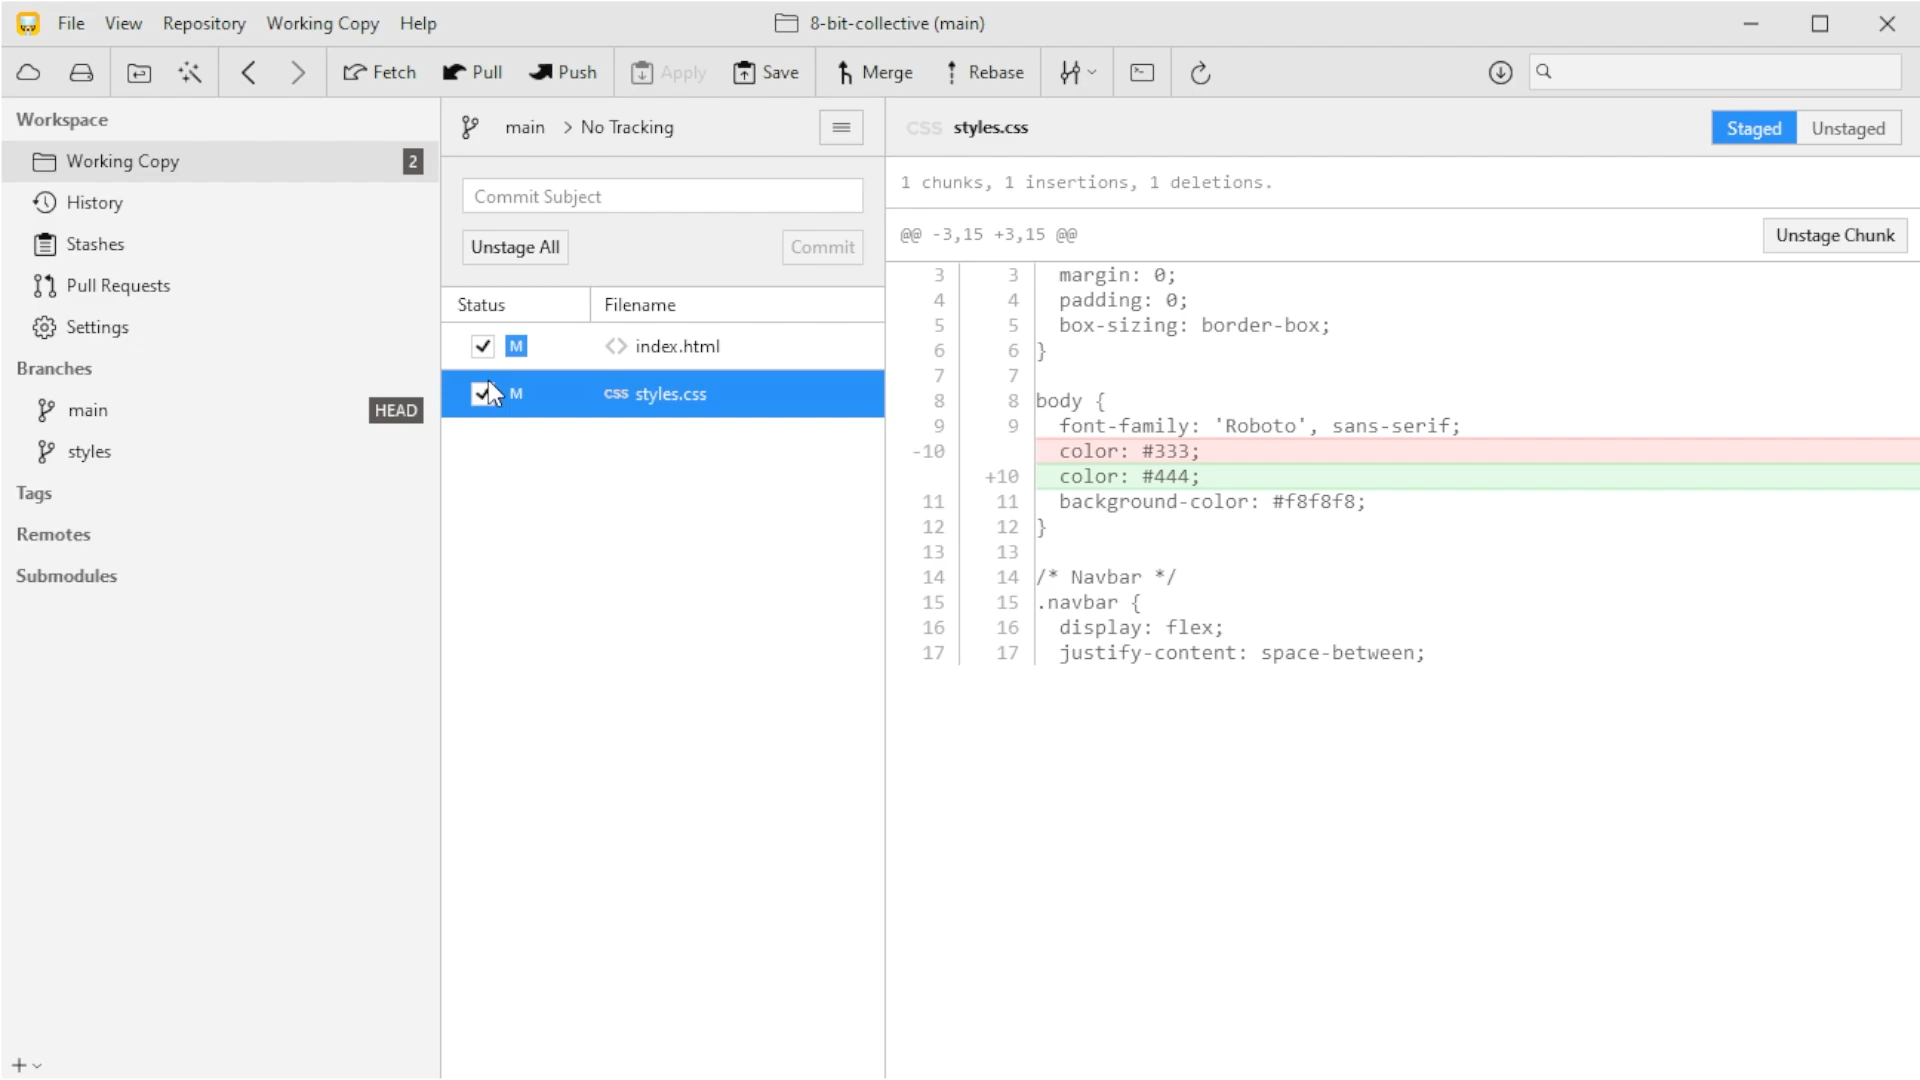 File View Repository Working Copy Help
8-bit-collective (main)
Fetch Pull Push Apply Save Merge Rebase
Workspace
Working Copy 2
History
Stashes
Pull Requests
Settings
Branches
main HEAD
styles
Tags
Remotes
Submodules
main > No Tracking
Commit Subject
Unstage All Commit
Status Filename
M <> index.html
M CSS styles.css
CSS styles.css Staged Unstaged
1 chunks, 1 insertions, 1 deletions.
@@ -3,15 +3,15 @@ Unstage Chunk
3 3 margin: 0;
4 4 padding: 0;
5 5 box-sizing: border-box;
6 6 }
7 7
8 8 body {
9 9 font-family: 'Roboto', sans-serif;
-10 color: #333;
+10 color: #444;
11 11 background-color: #f8f8f8;
12 12 }
13 13
14 14 /* Navbar */
15 15 .navbar {
16 16 display: flex;
17 17 justify-content: space-between;